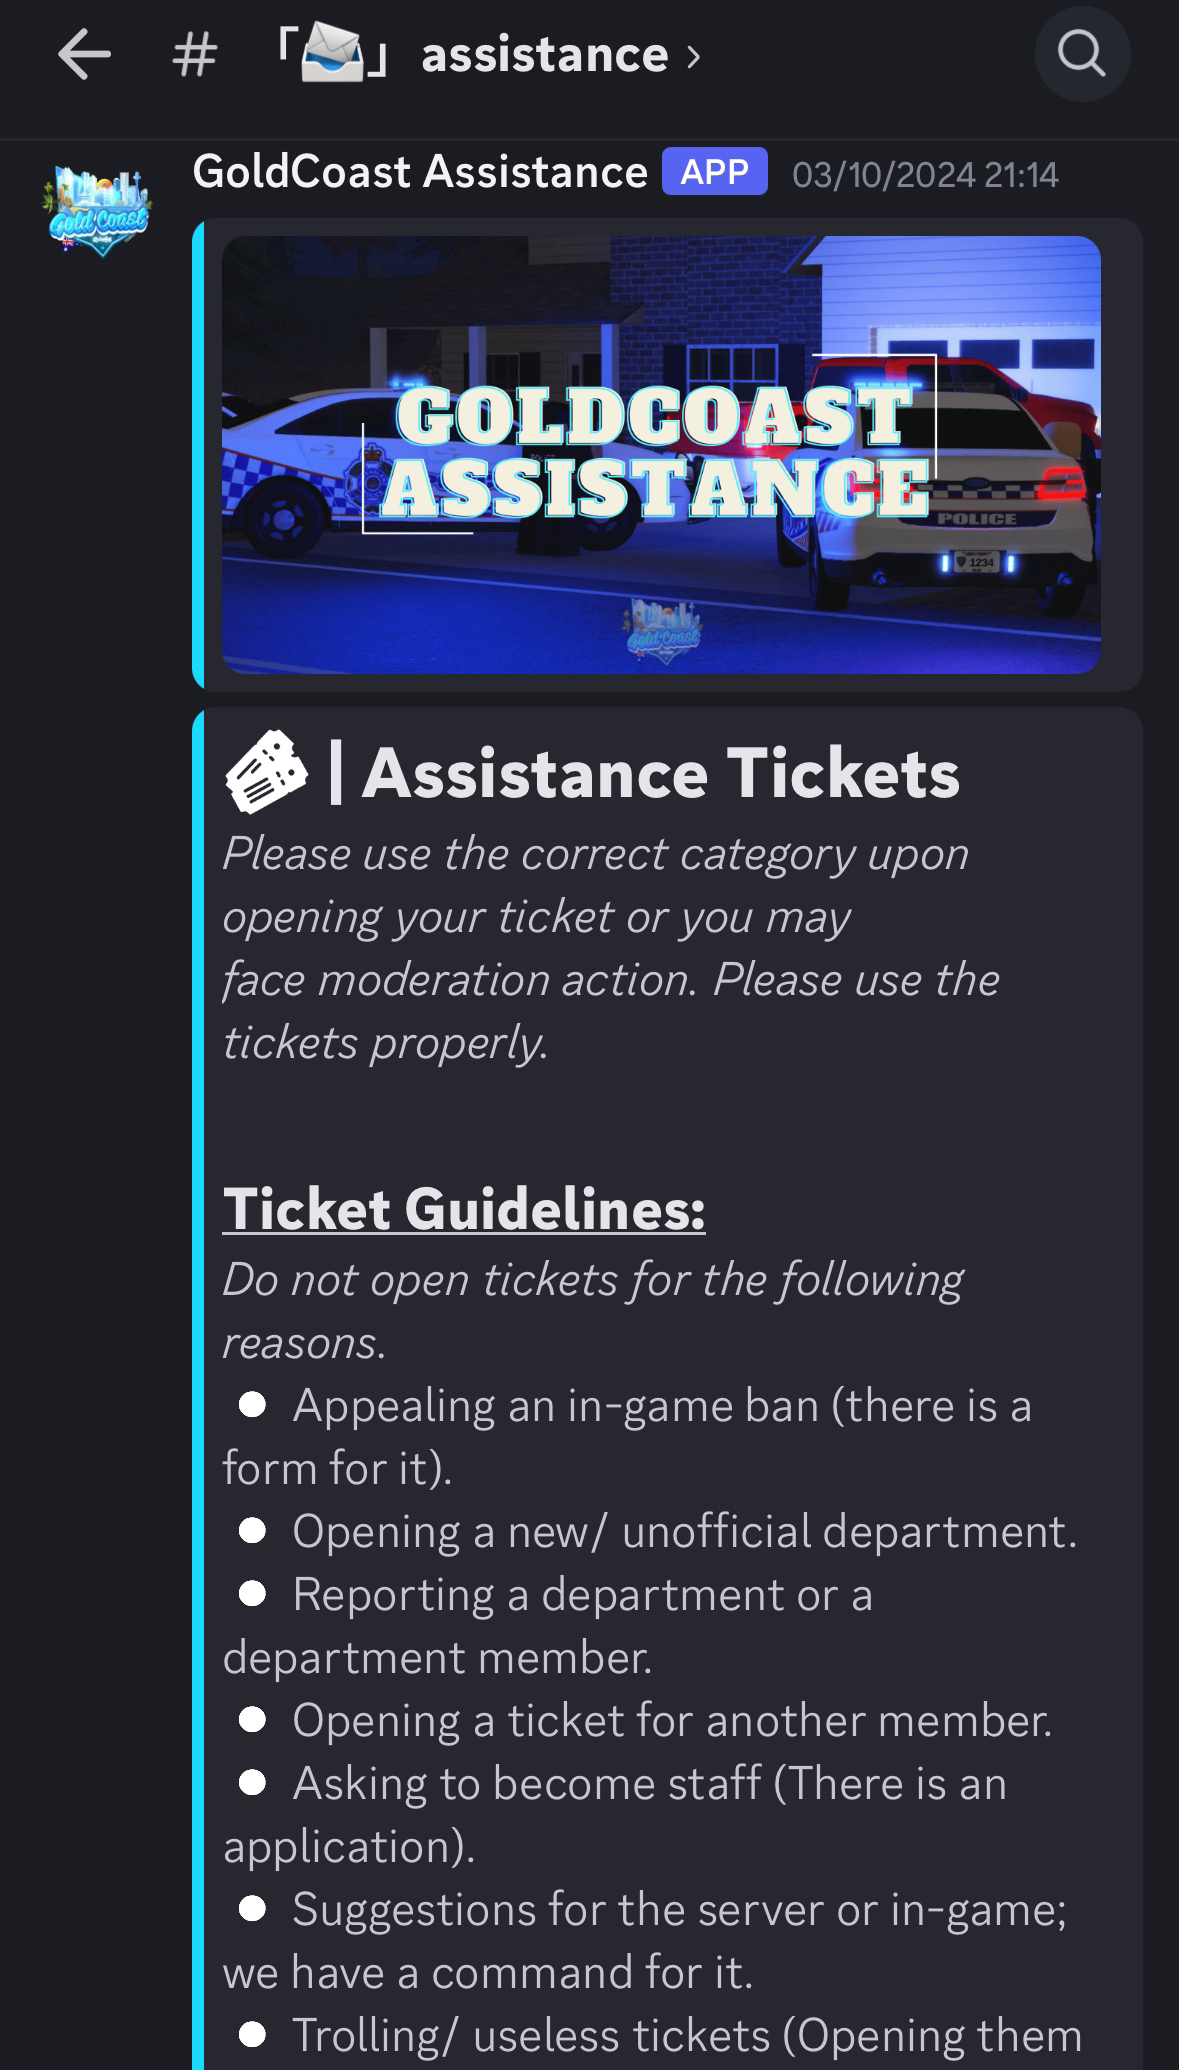 # 「📨」 assistance ›
GoldCoast Assistance APP 03/10/2024 21:14
Gold Coast
GOLDCOAST
ASSISTANCE
POLICE
1234
Gold Coast
| Assistance Tickets
Please use the correct category upon
opening your ticket or you may
face moderation action. Please use the
tickets properly.
Ticket Guidelines:
Do not open tickets for the following
reasons.
● Appealing an in-game ban (there is a
form for it).
● Opening a new/ unofficial department.
● Reporting a department or a
department member.
● Opening a ticket for another member.
● Asking to become staff (There is an
application).
● Suggestions for the server or in-game;
we have a command for it.
● Trolling/ useless tickets (Opening them